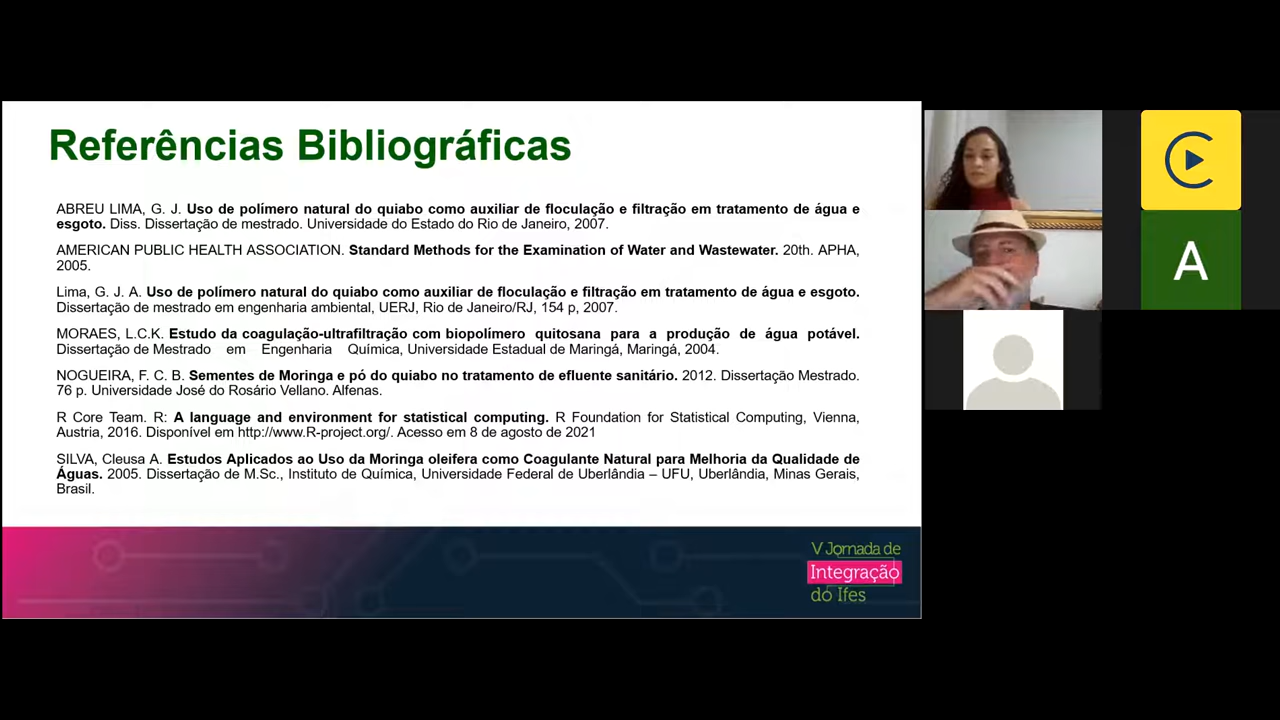 Referências Bibliográficas
ABREU LIMA, G. J. Uso de polímero natural do quiabo como auxiliar de floculação e filtração em tratamento de água e
esgoto. Diss. Dissertação de mestrado. Universidade do Estado do Rio de Janeiro, 2007.
AMERICAN PUBLIC HEALTH ASSOCIATION. Standard Methods for the Examination of Water and Wastewater. 20th. APHA,
2005.
Lima, G. J. A. Uso de polímero natural do quiabo como auxiliar de floculação e filtração em tratamento de água e esgoto.
Dissertação de mestrado em engenharia ambiental, UERJ, Rio de Janeiro/RJ, 154 p, 2007.
MORAES, L.C.K. Estudo da coagulação-ultrafiltração com biopolímero quitosana para a produção de água potável.
Dissertação de Mestrado em Engenharia Química, Universidade Estadual de Maringá, Maringá, 2004.
NOGUEIRA, F. C. B. Sementes de Moringa e pó do quiabo no tratamento de efluente sanitário. 2012. Dissertação Mestrado.
76 p. Universidade José do Rosário Vellano. Alfenas.
R Core Team. R: A language and environment for statistical computing. R Foundation for Statistical Computing, Vienna,
Austria, 2016. Disponível em http://www.R-project.org/. Acesso em 8 de agosto de 2021
SILVA, Cleusa A. Estudos Aplicados ao Uso da Moringa oleifera como Coagulante Natural para Melhoria da Qualidade de
Águas. 2005. Dissertação de M.Sc., Instituto de Química, Universidade Federal de Uberlândia – UFU, Uberlândia, Minas Gerais,
Brasil.
V Jornada de
Integração
do Ifes
A